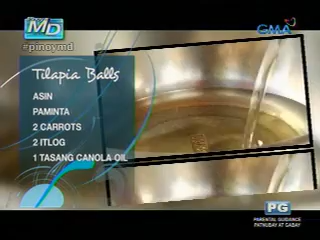 MD
GMA
#pinoyMD
Tilapia Balls
ASIN
PAMINTA
2 CARROTS
2 ITLOG
1 TASANG CANOLA OIL
PG
PARENTAL GUIDANCE
PATNUBAY AT GABAY